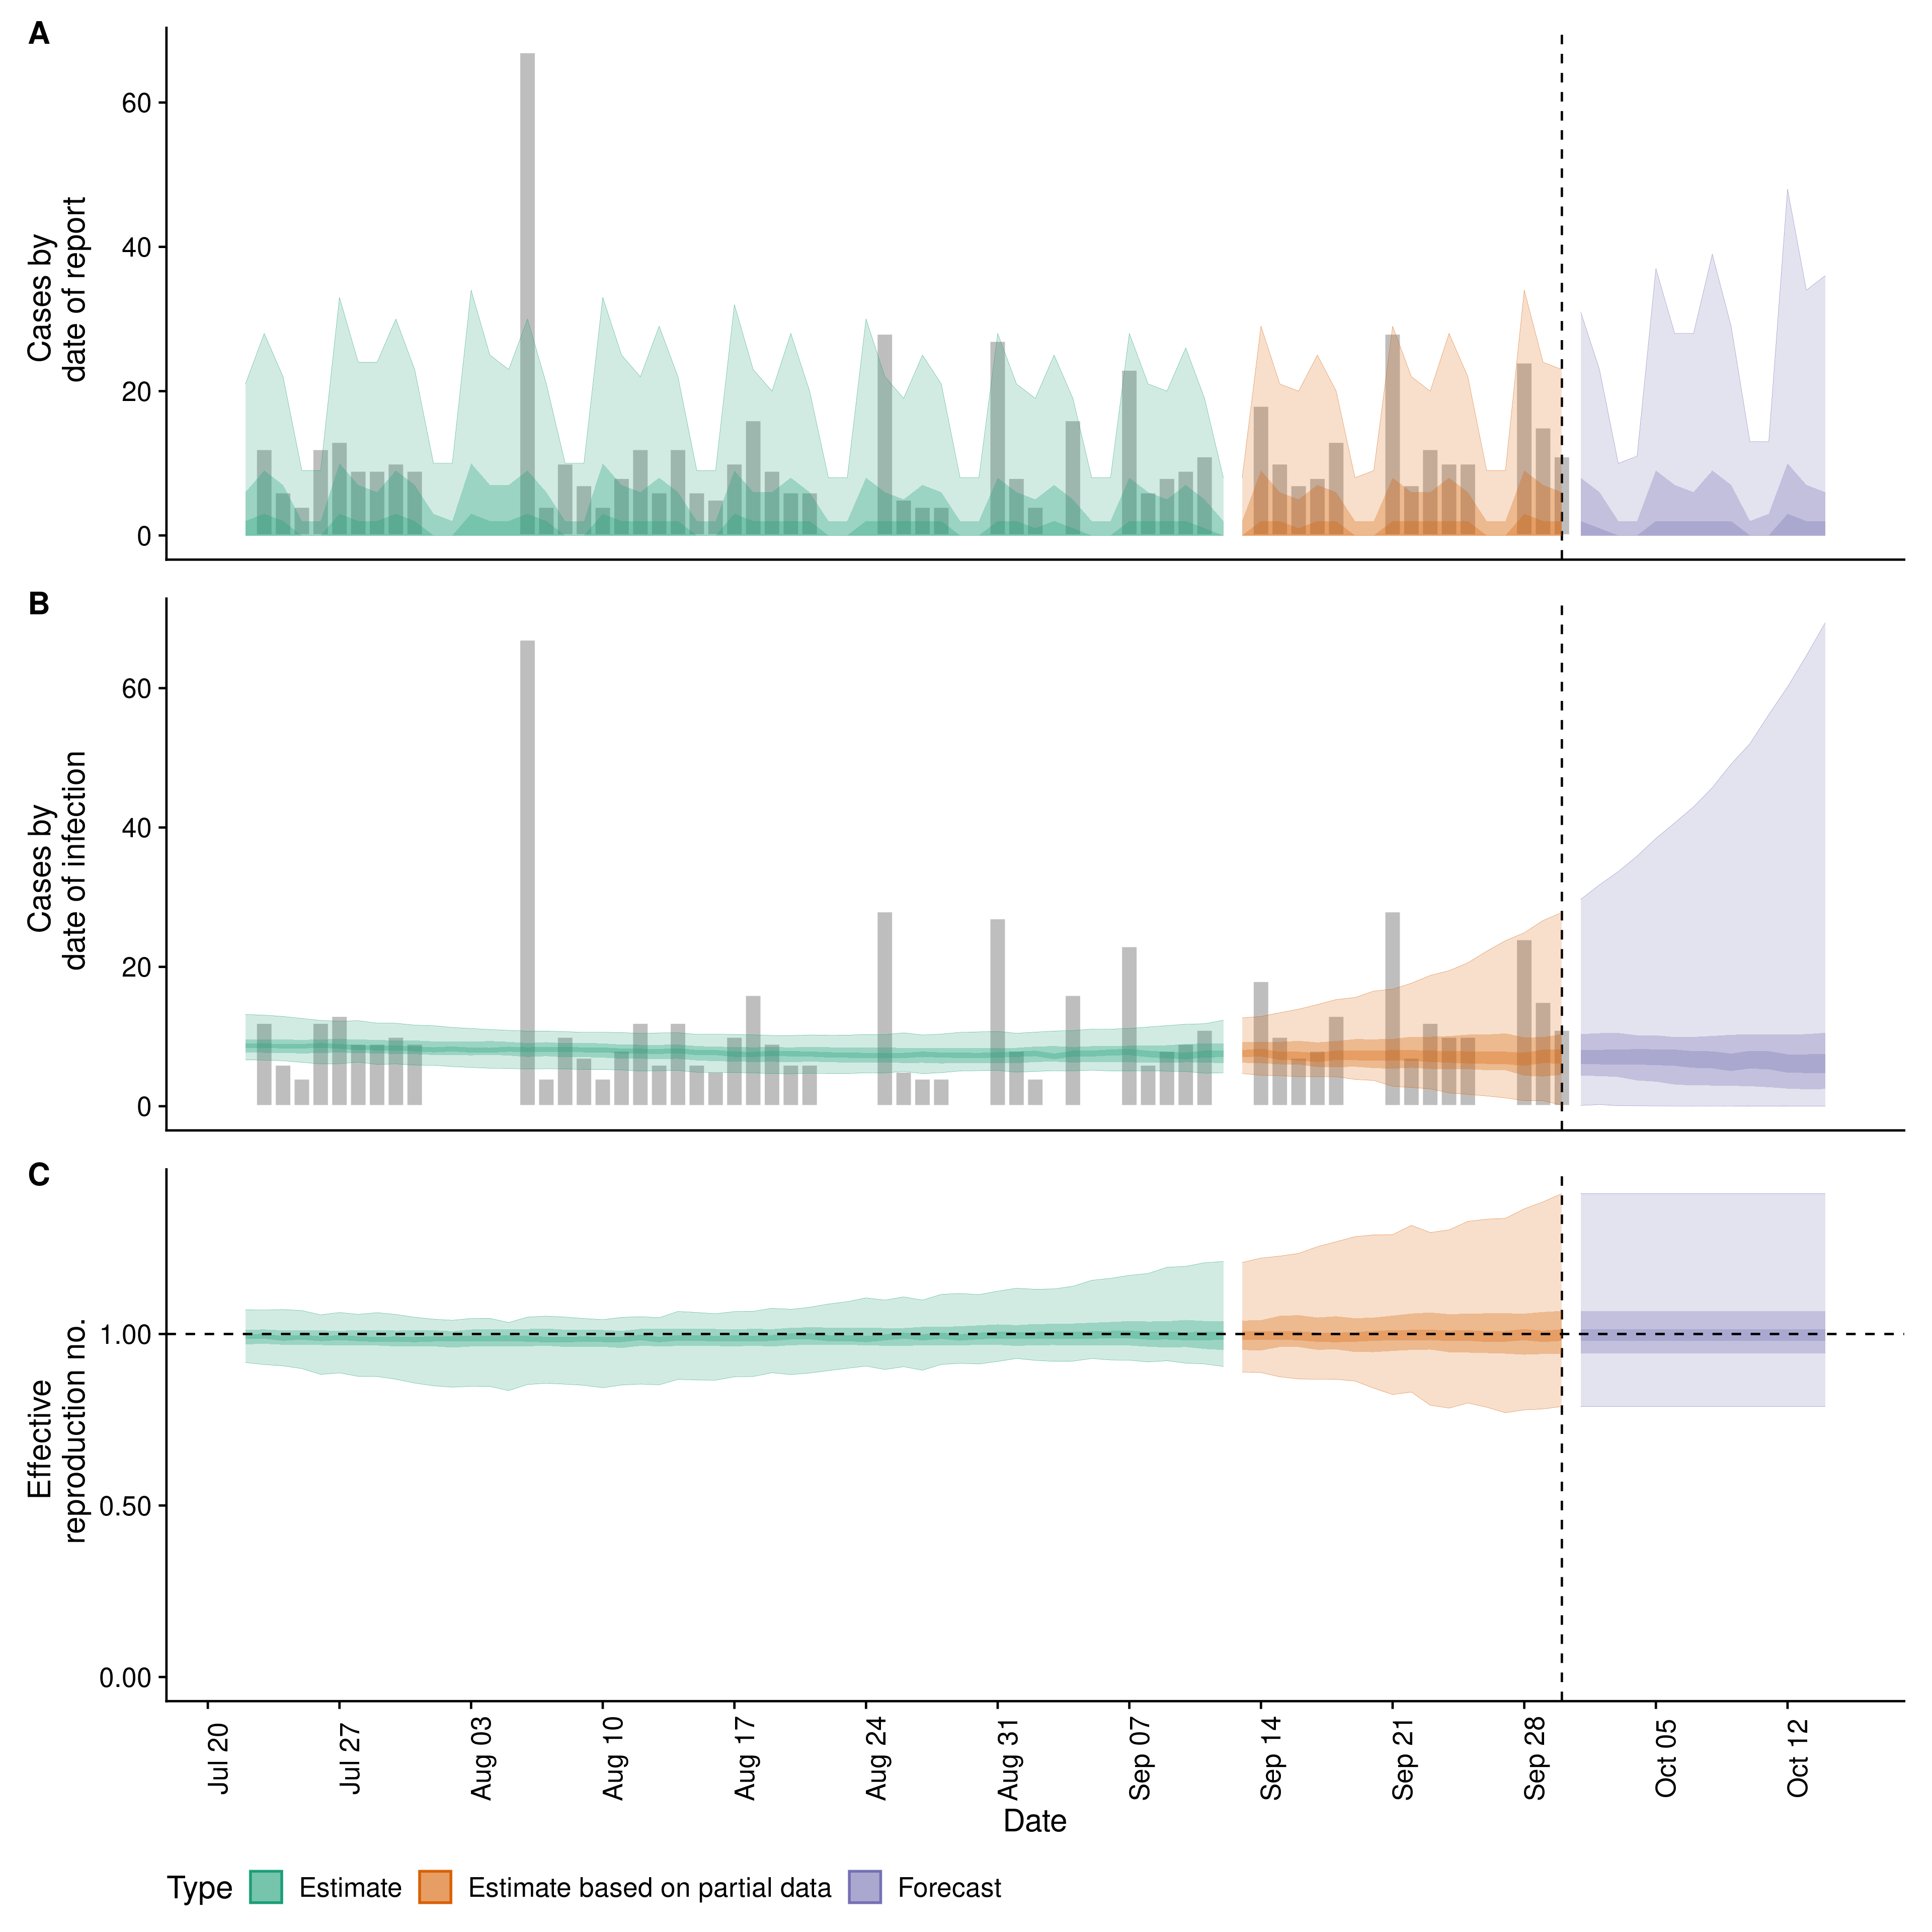 A
Cases by
date of report
60
40
20
0
B
Cases by
date of infection
60
40
20
0
C
Effective
reproduction no.
1.00
0.50
0.00
Jul 20
Jul 27
Aug 03
Aug 10
Aug 17
Aug 24
Aug 31
Sep 07
Sep 14
Sep 21
Sep 28
Oct 05
Oct 12
Date
Type Estimate Estimate based on partial data Forecast